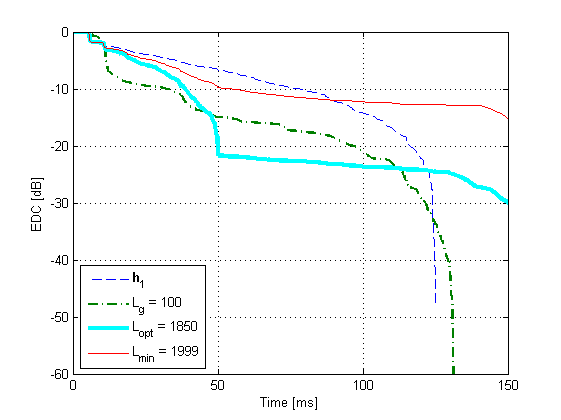 0
-10
-20
-30
-40
-50
-60
EDC [dB]
h1
Lg = 100
Lopt = 1850
Lmin = 1999
0 50 100 150
Time [ms]